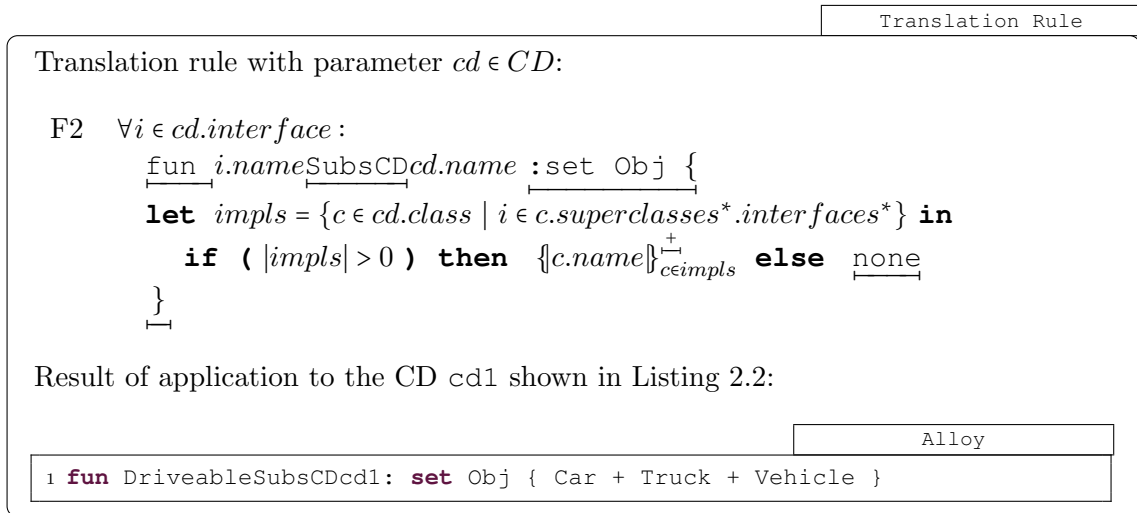 Translation Rule
Translation rule with parameter cd ∈ CD:
F2 ∀i ∈ cd.interface :
fun i.nameSubsCDcd.name :set Obj {
let impls = {c ∈ cd.class | i ∈ c.superclasses*.interfaces*} in
if ( |impls| > 0 ) then ⦃c.name⦄⁺c∈impls else none
}
Result of application to the CD cd1 shown in Listing 2.2:
Alloy
1 fun DriveableSubsCDcd1: set Obj { Car + Truck + Vehicle }